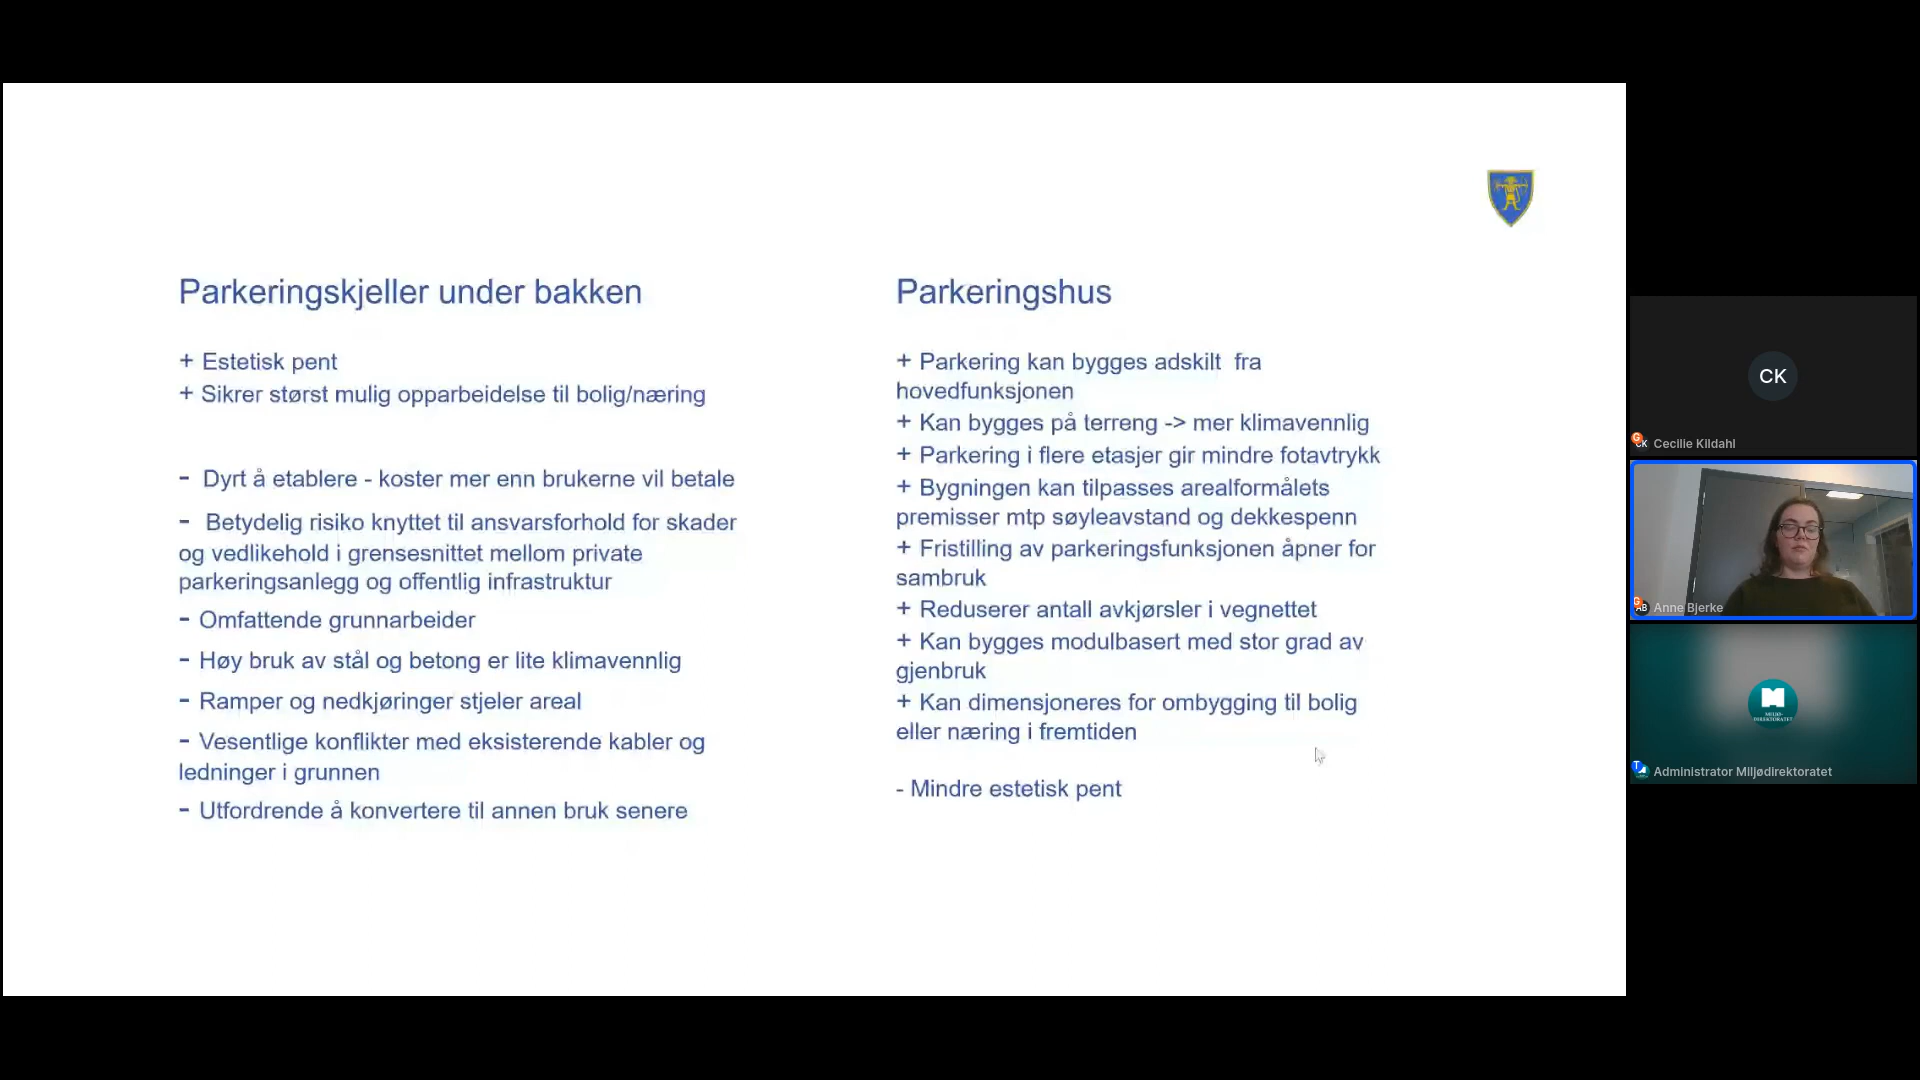 Parkeringskjeller under bakken
+ Estetisk pent
+ Sikrer størst mulig opparbeidelse til bolig/næring
- Dyrt å etablere - koster mer enn brukerne vil betale
- Betydelig risiko knyttet til ansvarsforhold for skader
og vedlikehold i grensesnittet mellom private
parkeringsanlegg og offentlig infrastruktur
- Omfattende grunnarbeider
- Høy bruk av stål og betong er lite klimavennlig
- Ramper og nedkjøringer stjeler areal
- Vesentlige konflikter med eksisterende kabler og
ledninger i grunnen
- Utfordrende å konvertere til annen bruk senere
Parkeringshus
+ Parkering kan bygges adskilt fra
hovedfunksjonen
+ Kan bygges på terreng -> mer klimavennlig
+ Parkering i flere etasjer gir mindre fotavtrykk
+ Bygningen kan tilpasses arealformålets
premisser mtp søyleavstand og dekkespenn
+ Fristilling av parkeringsfunksjonen åpner for
sambruk
+ Reduserer antall avkjørsler i vegnettet
+ Kan bygges modulbasert med stor grad av
gjenbruk
+ Kan dimensjoneres for ombygging til bolig
eller næring i fremtiden
- Mindre estetisk pent
CK
G
CK Cecilie Kildahl
G
AB Anne Bjerke
MILJØ-
DIREKTORATET
T
Administrator Miljødirektoratet